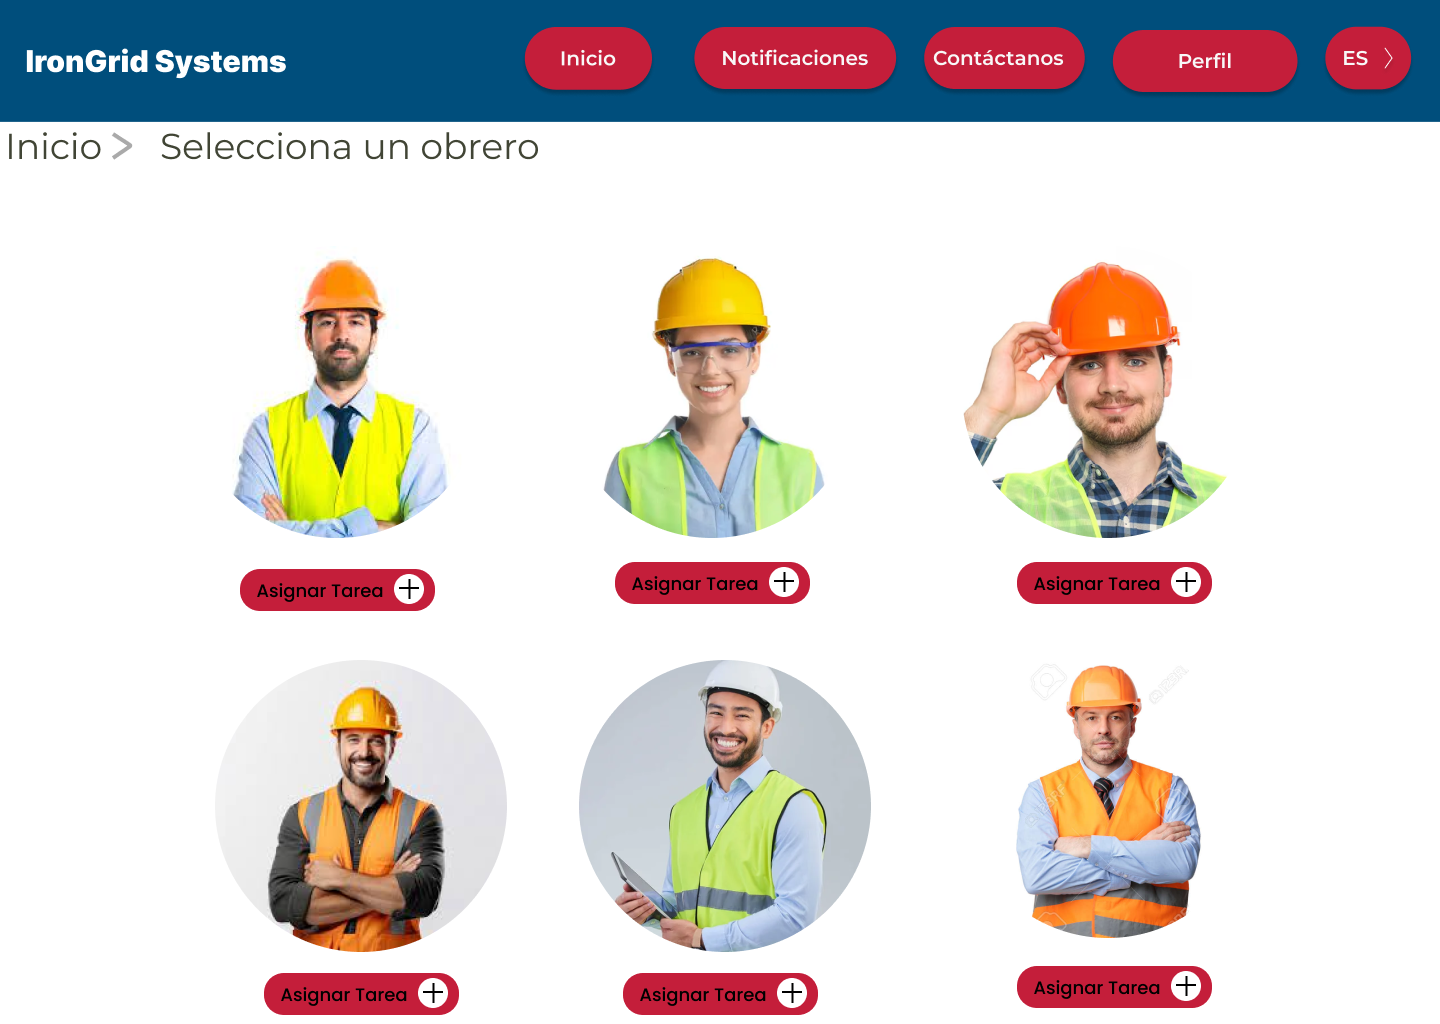 IronGrid Systems
Inicio
Notificaciones
Contáctanos
Perfil
ES
Inicio > Selecciona un obrero
Asignar Tarea
Asignar Tarea
Asignar Tarea
Asignar Tarea
Asignar Tarea
Asignar Tarea